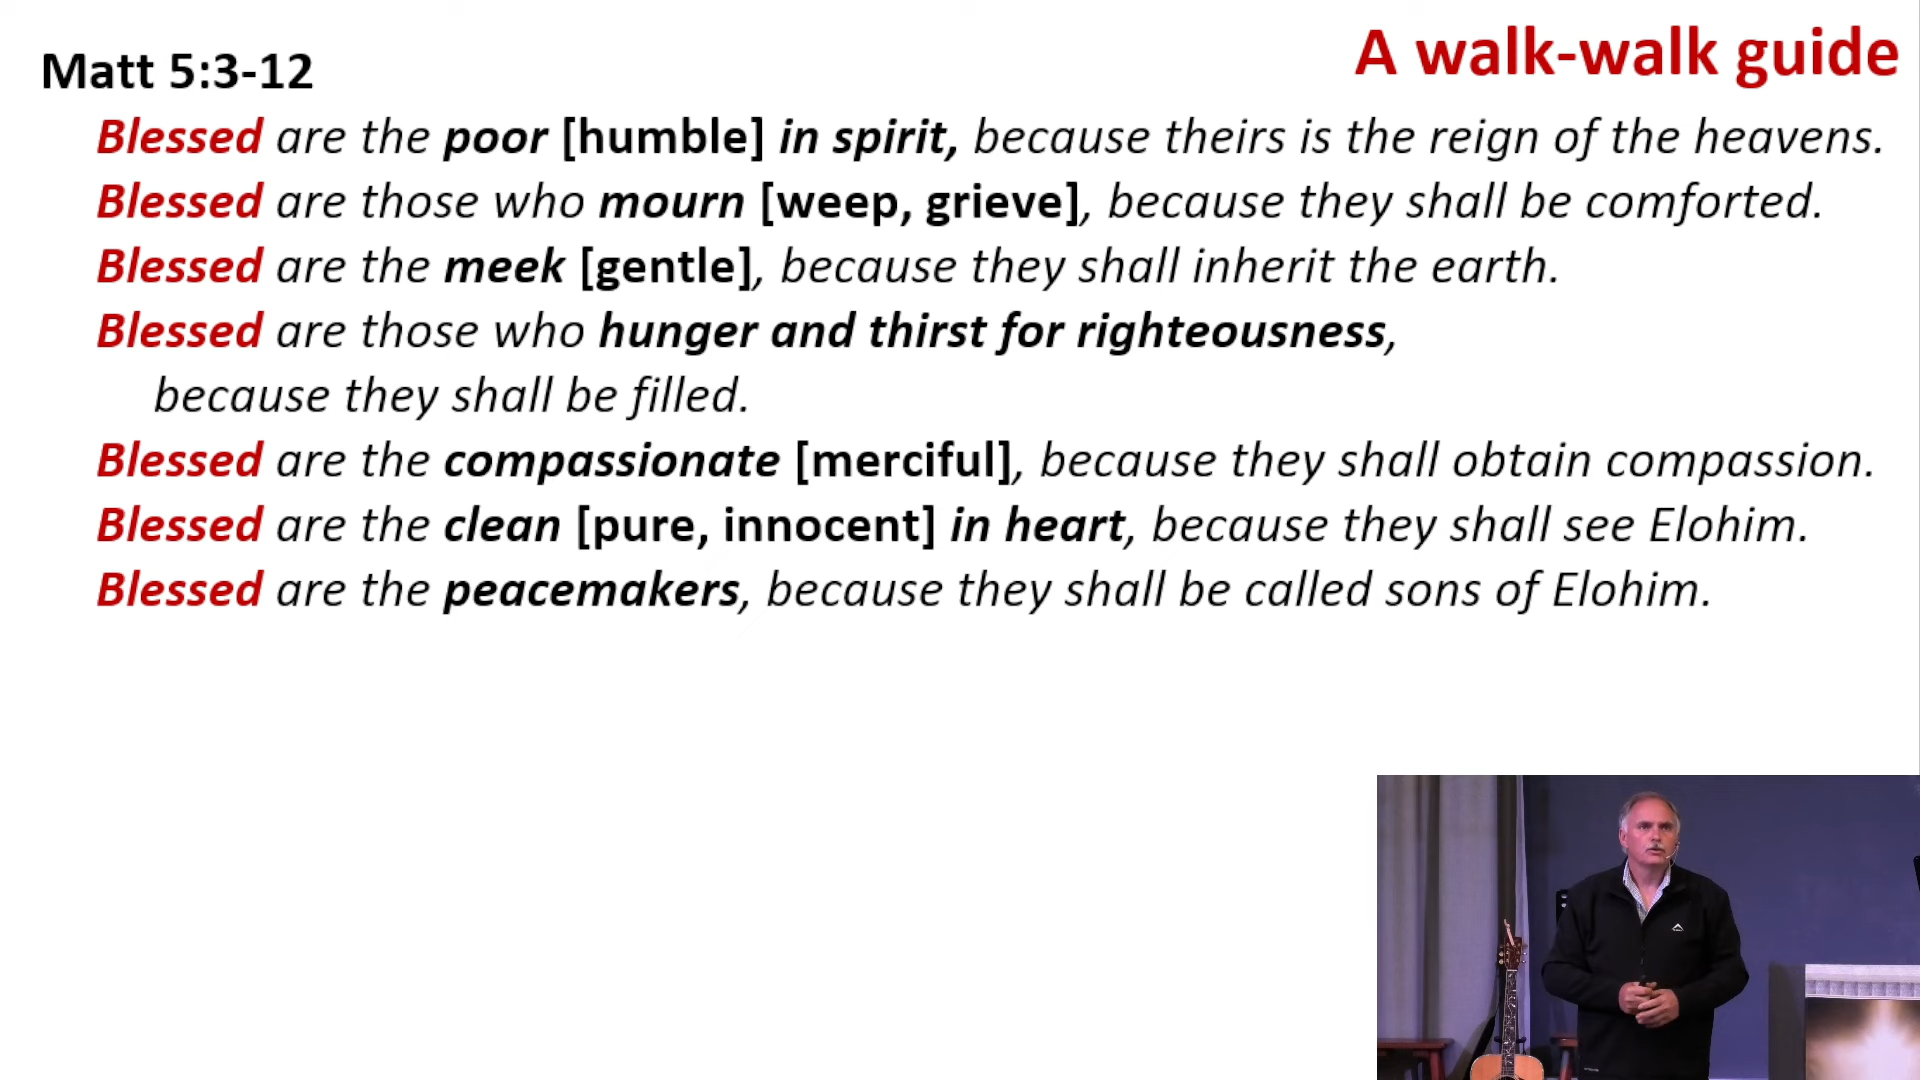 A walk-walk guide
Matt 5:3-12
Blessed are the poor [humble] in spirit, because theirs is the reign of the heavens.
Blessed are those who mourn [weep, grieve], because they shall be comforted.
Blessed are the meek [gentle], because they shall inherit the earth.
Blessed are those who hunger and thirst for righteousness,
because they shall be filled.
Blessed are the compassionate [merciful], because they shall obtain compassion.
Blessed are the clean [pure, innocent] in heart, because they shall see Elohim.
Blessed are the peacemakers, because they shall be called sons of Elohim.